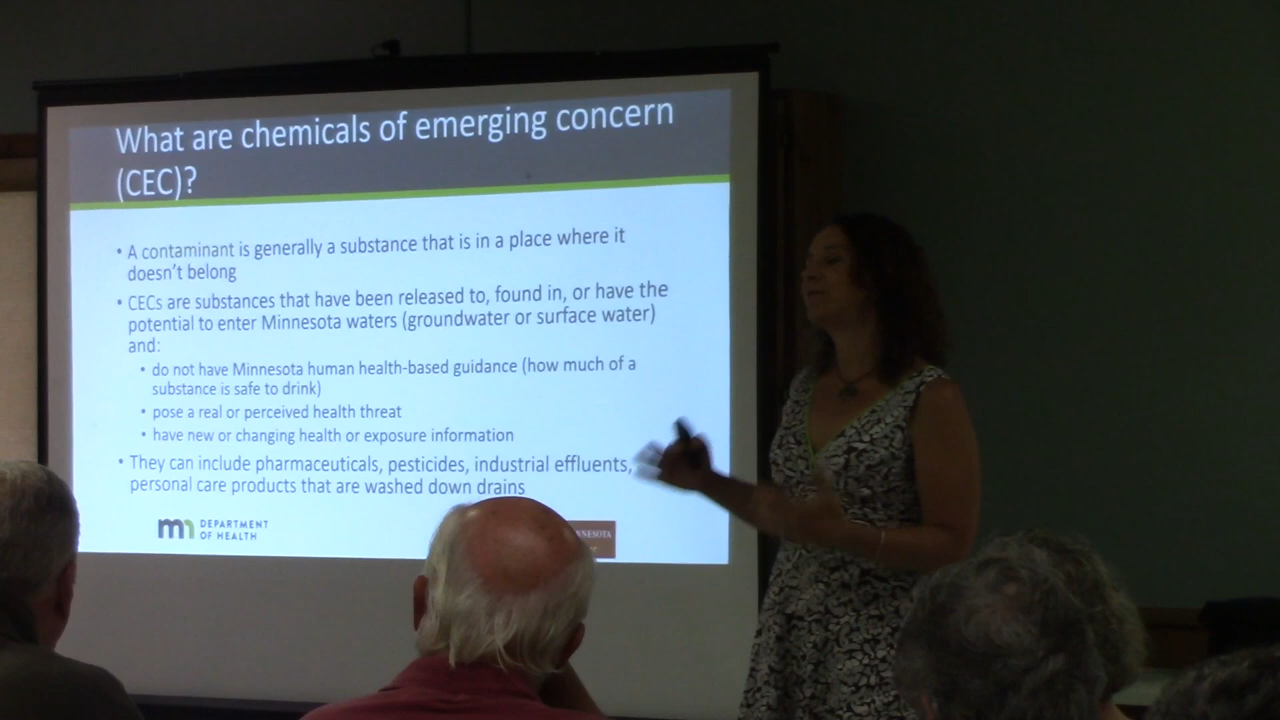 What are chemicals of emerging concern
(CEC)?
• A contaminant is generally a substance that is in a place where it
doesn't belong
• CECs are substances that have been released to, found in, or have the
potential to enter Minnesota waters (groundwater or surface water)
and:
• do not have Minnesota human health-based guidance (how much of a
substance is safe to drink)
• pose a real or perceived health threat
• have new or changing health or exposure information
• They can include pharmaceuticals, pesticides, industrial effluents,
personal care products that are washed down drains
mn DEPARTMENT
OF HEALTH